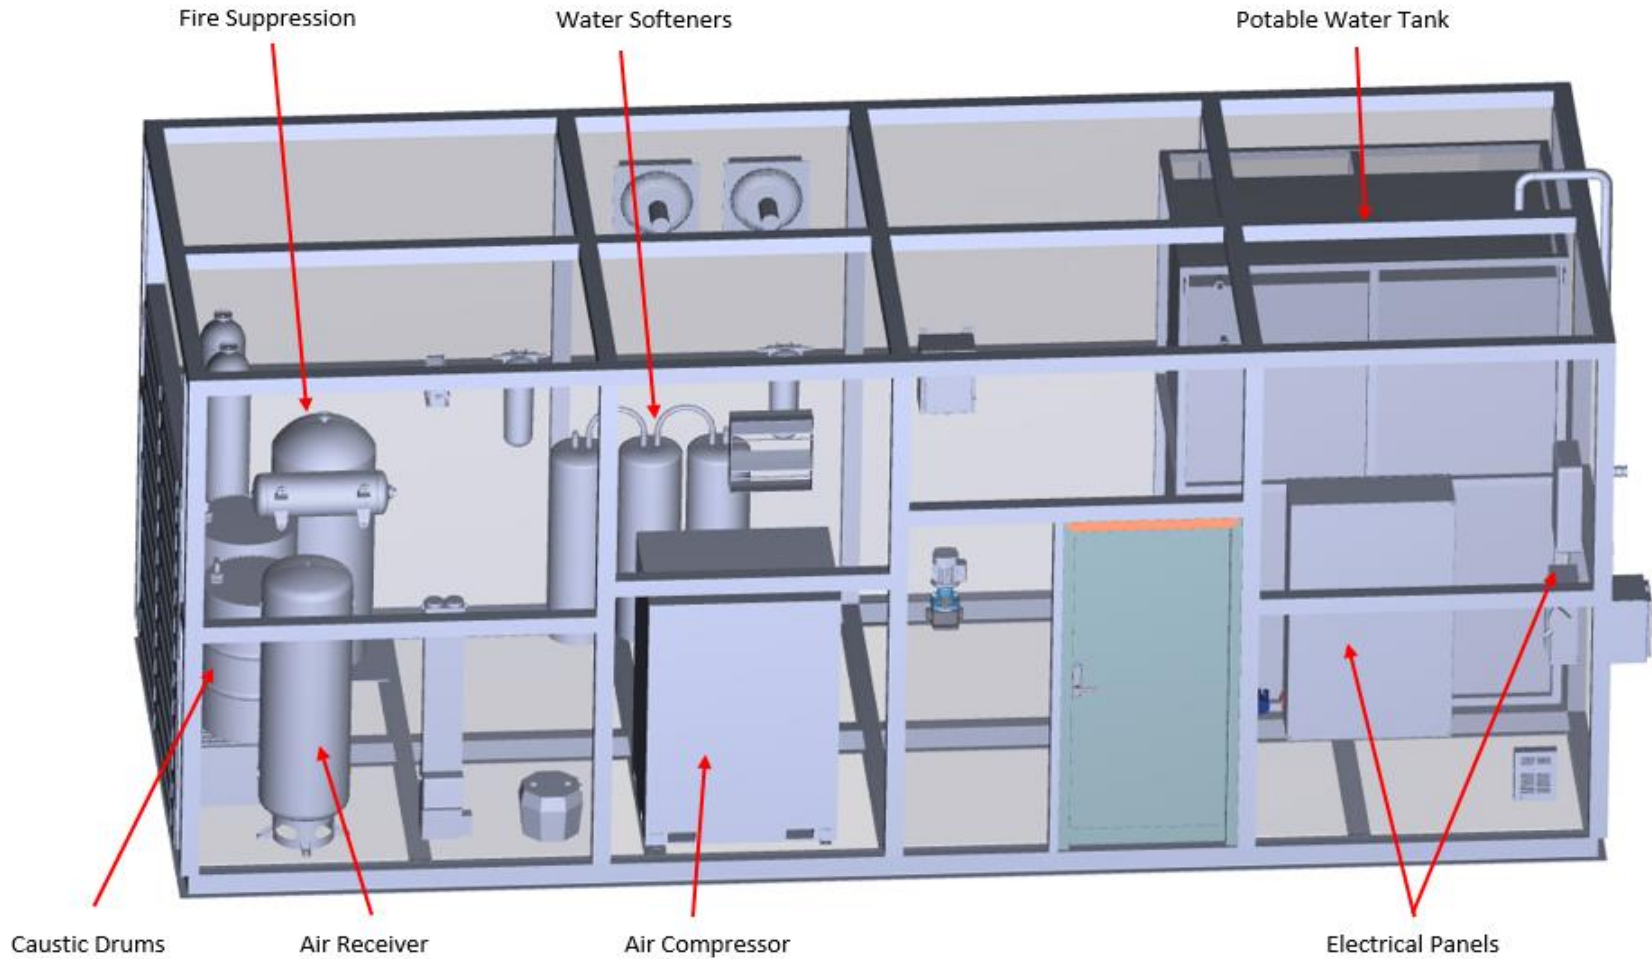 Fire Suppression
Water Softeners
Potable Water Tank
Caustic Drums
Air Receiver
Air Compressor
Electrical Panels